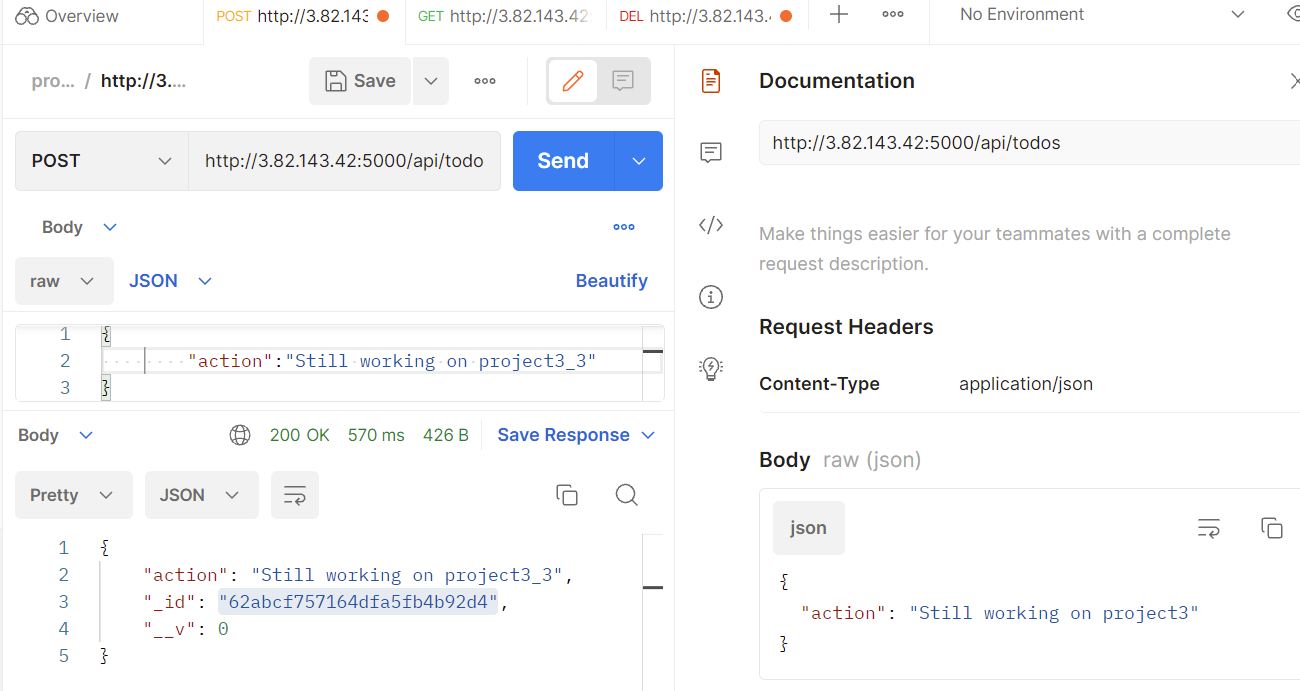 Overview
POST http://3.82.143
GET http://3.82.143.42
DEL http://3.82.143.
No Environment
pro... / http://3....
Save
POST
http://3.82.143.42:5000/api/todo
Send
Body
raw
JSON
Beautify
1 {
2 "action":"Still working on project3_3"
3 }
Body
200 OK 570 ms 426 B
Save Response
Pretty
JSON
1 {
2 "action": "Still working on project3_3",
3 "_id": "62abcf757164dfa5fb4b92d4",
4 "__v": 0
5 }
Documentation
http://3.82.143.42:5000/api/todos
Make things easier for your teammates with a complete
request description.
Request Headers
Content-Type application/json
Body raw (json)
json
{
"action": "Still working on project3"
}